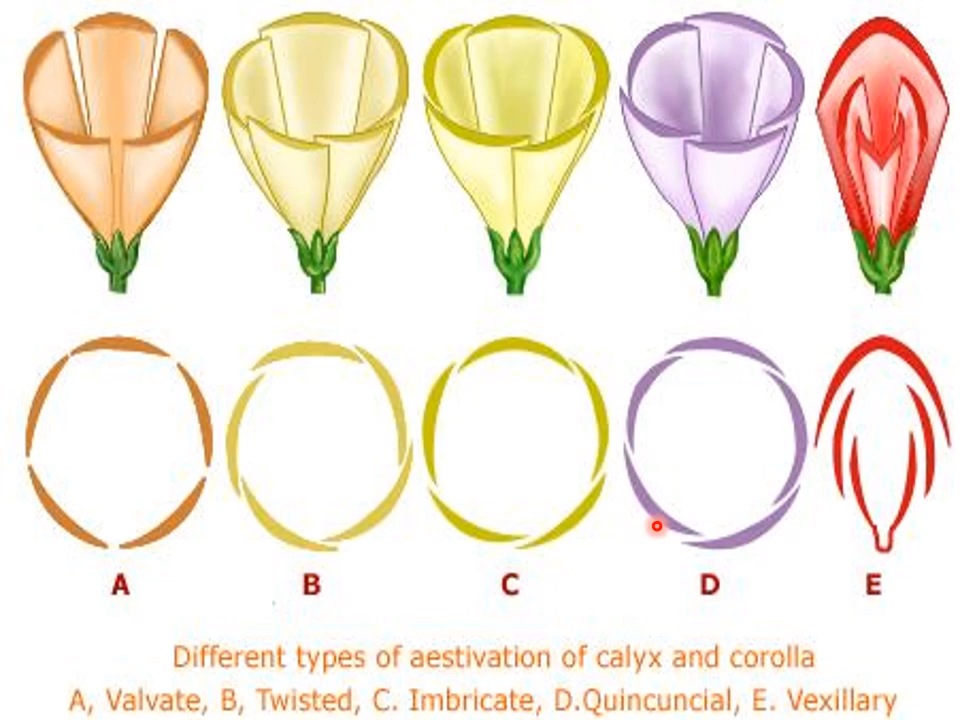 A B C D E
Different types of aestivation of calyx and corolla
A, Valvate, B, Twisted, C. Imbricate, D.Quincuncial, E. Vexillary